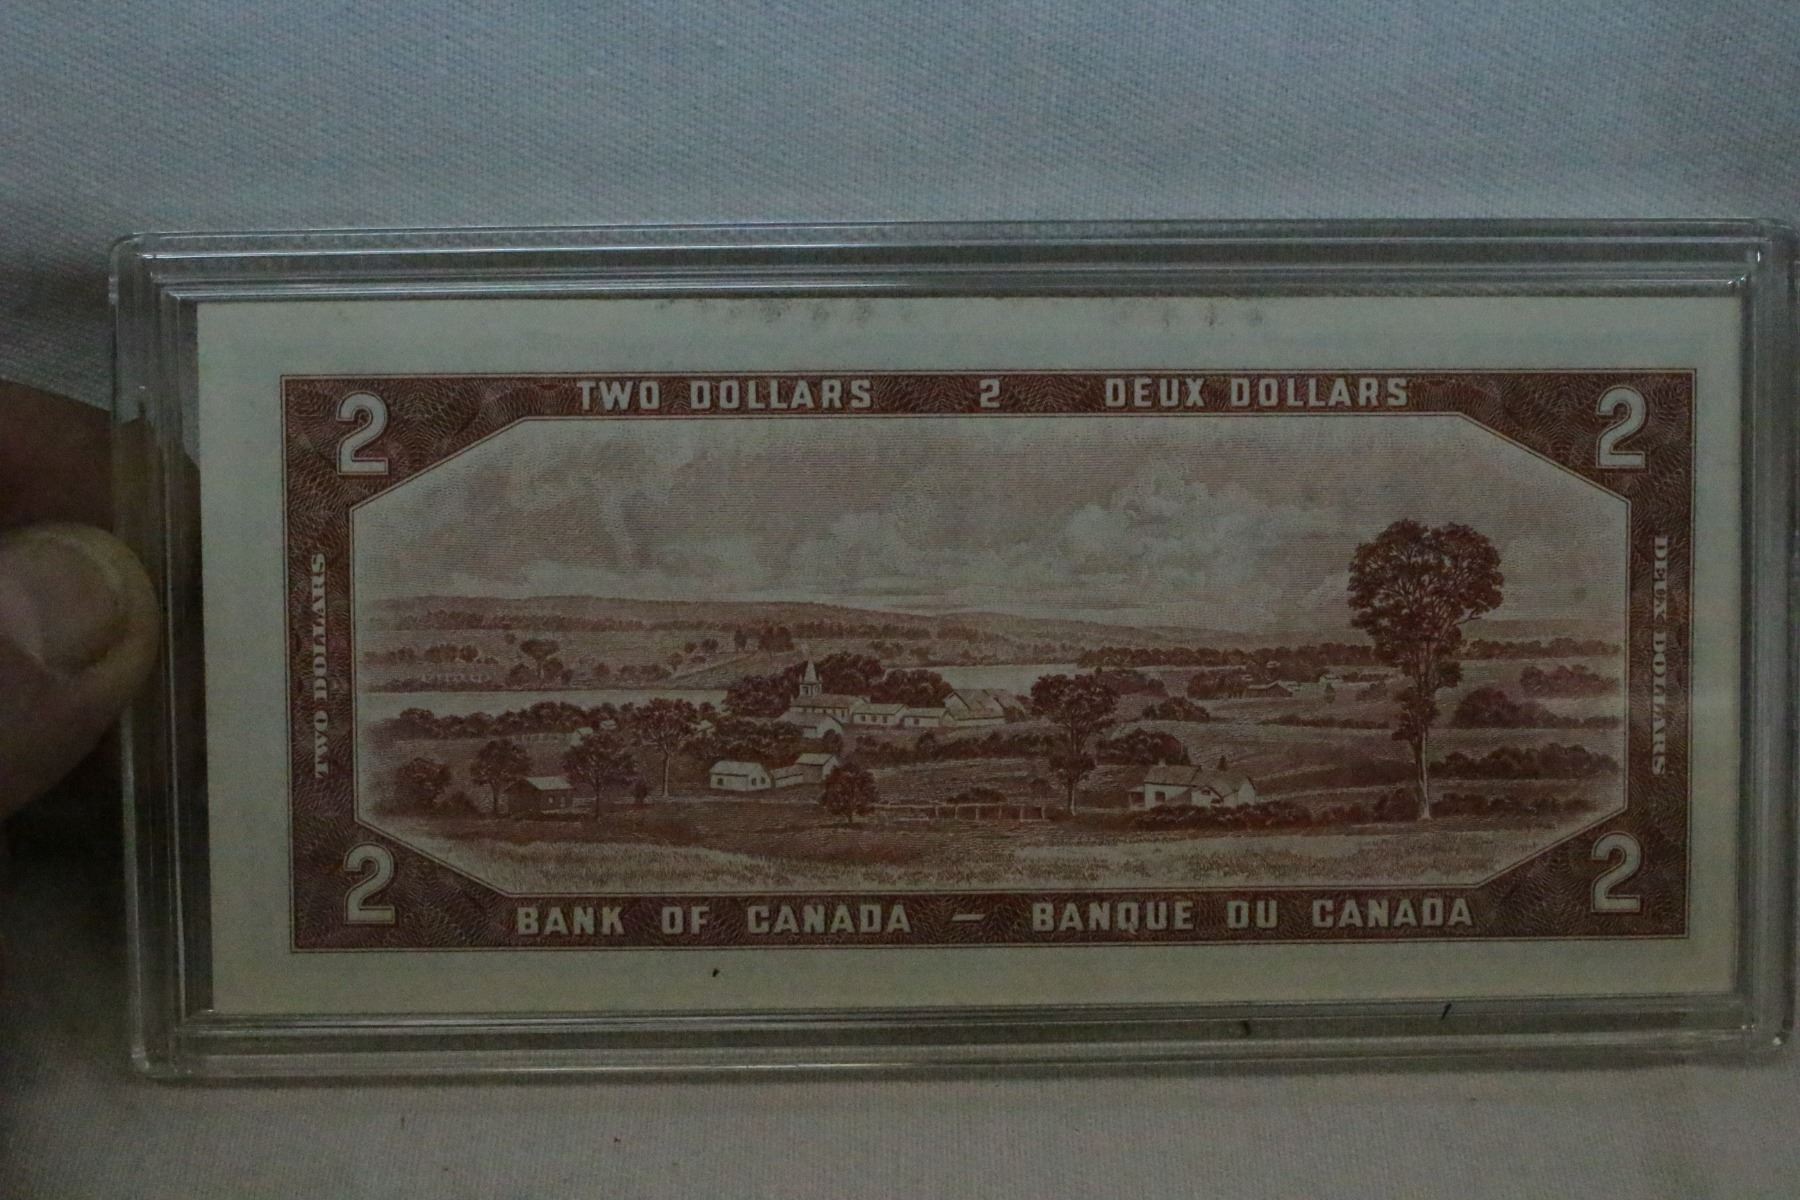 TWO DOLLARS 2 DEUX DOLLARS
2 2
TWO DOLLARS
DEUX DOLLARS
2 2
BANK OF CANADA — BANQUE DU CANADA